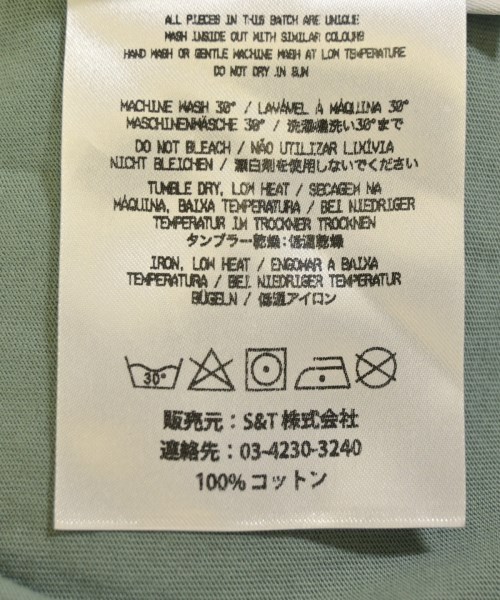 ALL PIECES IN THIS BATCH ARE UNIQUE
WASH INSIDE OUT WITH SIMILAR COLOURS
HAND WASH OR GENTLE MACHINE WASH AT LOW TEMPERATURE
DO NOT DRY IN SUN
MACHINE WASH 30° / LAVÁVEL À MÁQUINA 30°
MASCHINENWÄSCHE 30° / 洗濯機洗い30°まで
DO NOT BLEACH / NÃO UTILIZAR LIXÍVIA
NICHT BLEICHEN / 漂白剤を使用しないでください
TUMBLE DRY, LOW HEAT / SECAGEM NA
MÁQUINA, BAIXA TEMPERATURA / BEI NIEDRIGER
TEMPERATUR IM TROCKNER TROCKNEN
タンブラー乾燥:低温乾燥
IRON, LOW HEAT / ENGOMAR A BAIXA
TEMPERATURA / BEI NIEDRIGER TEMPERATUR
BÜGELN / 低温アイロン
30°
販売元:S&T 株式会社
連絡先:03-4230-3240
100% コットン